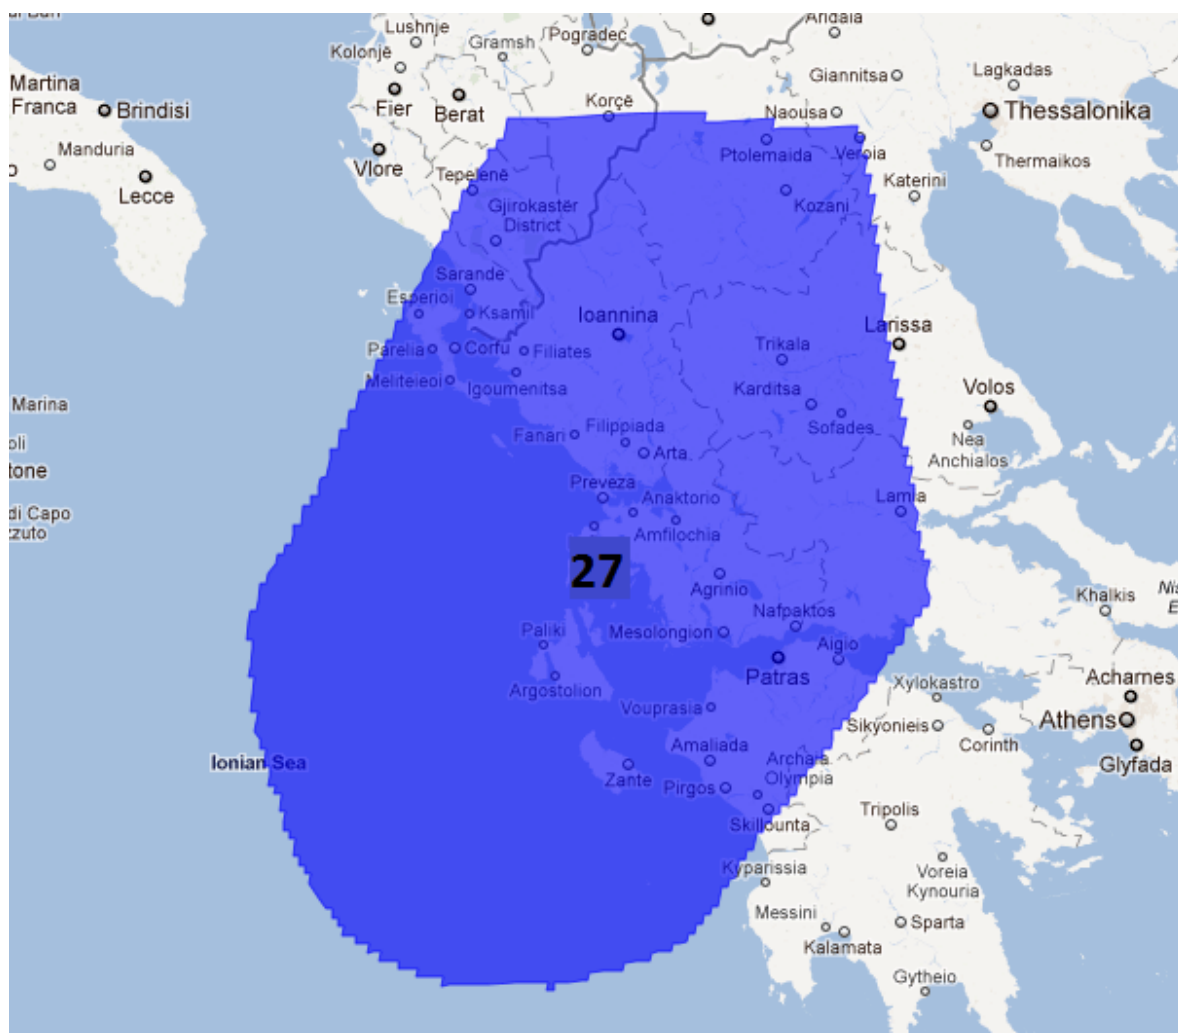 Lushnje
Gramsh
Pogradec
Aridaia
Kolonjë
Giannitsa
Lagkadas
Martina
Franca
Brindisi
Fier
Berat
Korçë
Naousa
Thessalonika
Manduria
Lecce
Vlore
Tepelenë
Ptolemaida
Veroia
Thermaikos
Katerini
Kozani
Gjirokastër
District
Sarande
Esperioi
Ksamil
Ioannina
Larissa
Parelia
Corfu
Filiates
Trikala
Meliteieoi
Igoumenitsa
Karditsa
Volos
Marina
Sofades
Nea
Anchialos
Fanari
Filippiada
Arta
oli
tone
Preveza
Anaktorio
Lamia
di Capo
zzuto
Amfilochia
27
Agrinio
Khalkis
Nis
E
Nafpaktos
Paliki
Mesolongion
Aigio
Patras
Argostolion
Xylokastro
Acharnes
Vouprasia
Sikyonieis
Athens
Corinth
Glyfada
Ionian Sea
Amaliada
Archaia
Olympia
Zante
Pirgos
Skillounta
Tripolis
Kyparissia
Voreia
Kynouria
Messini
Sparta
Kalamata
Gytheio